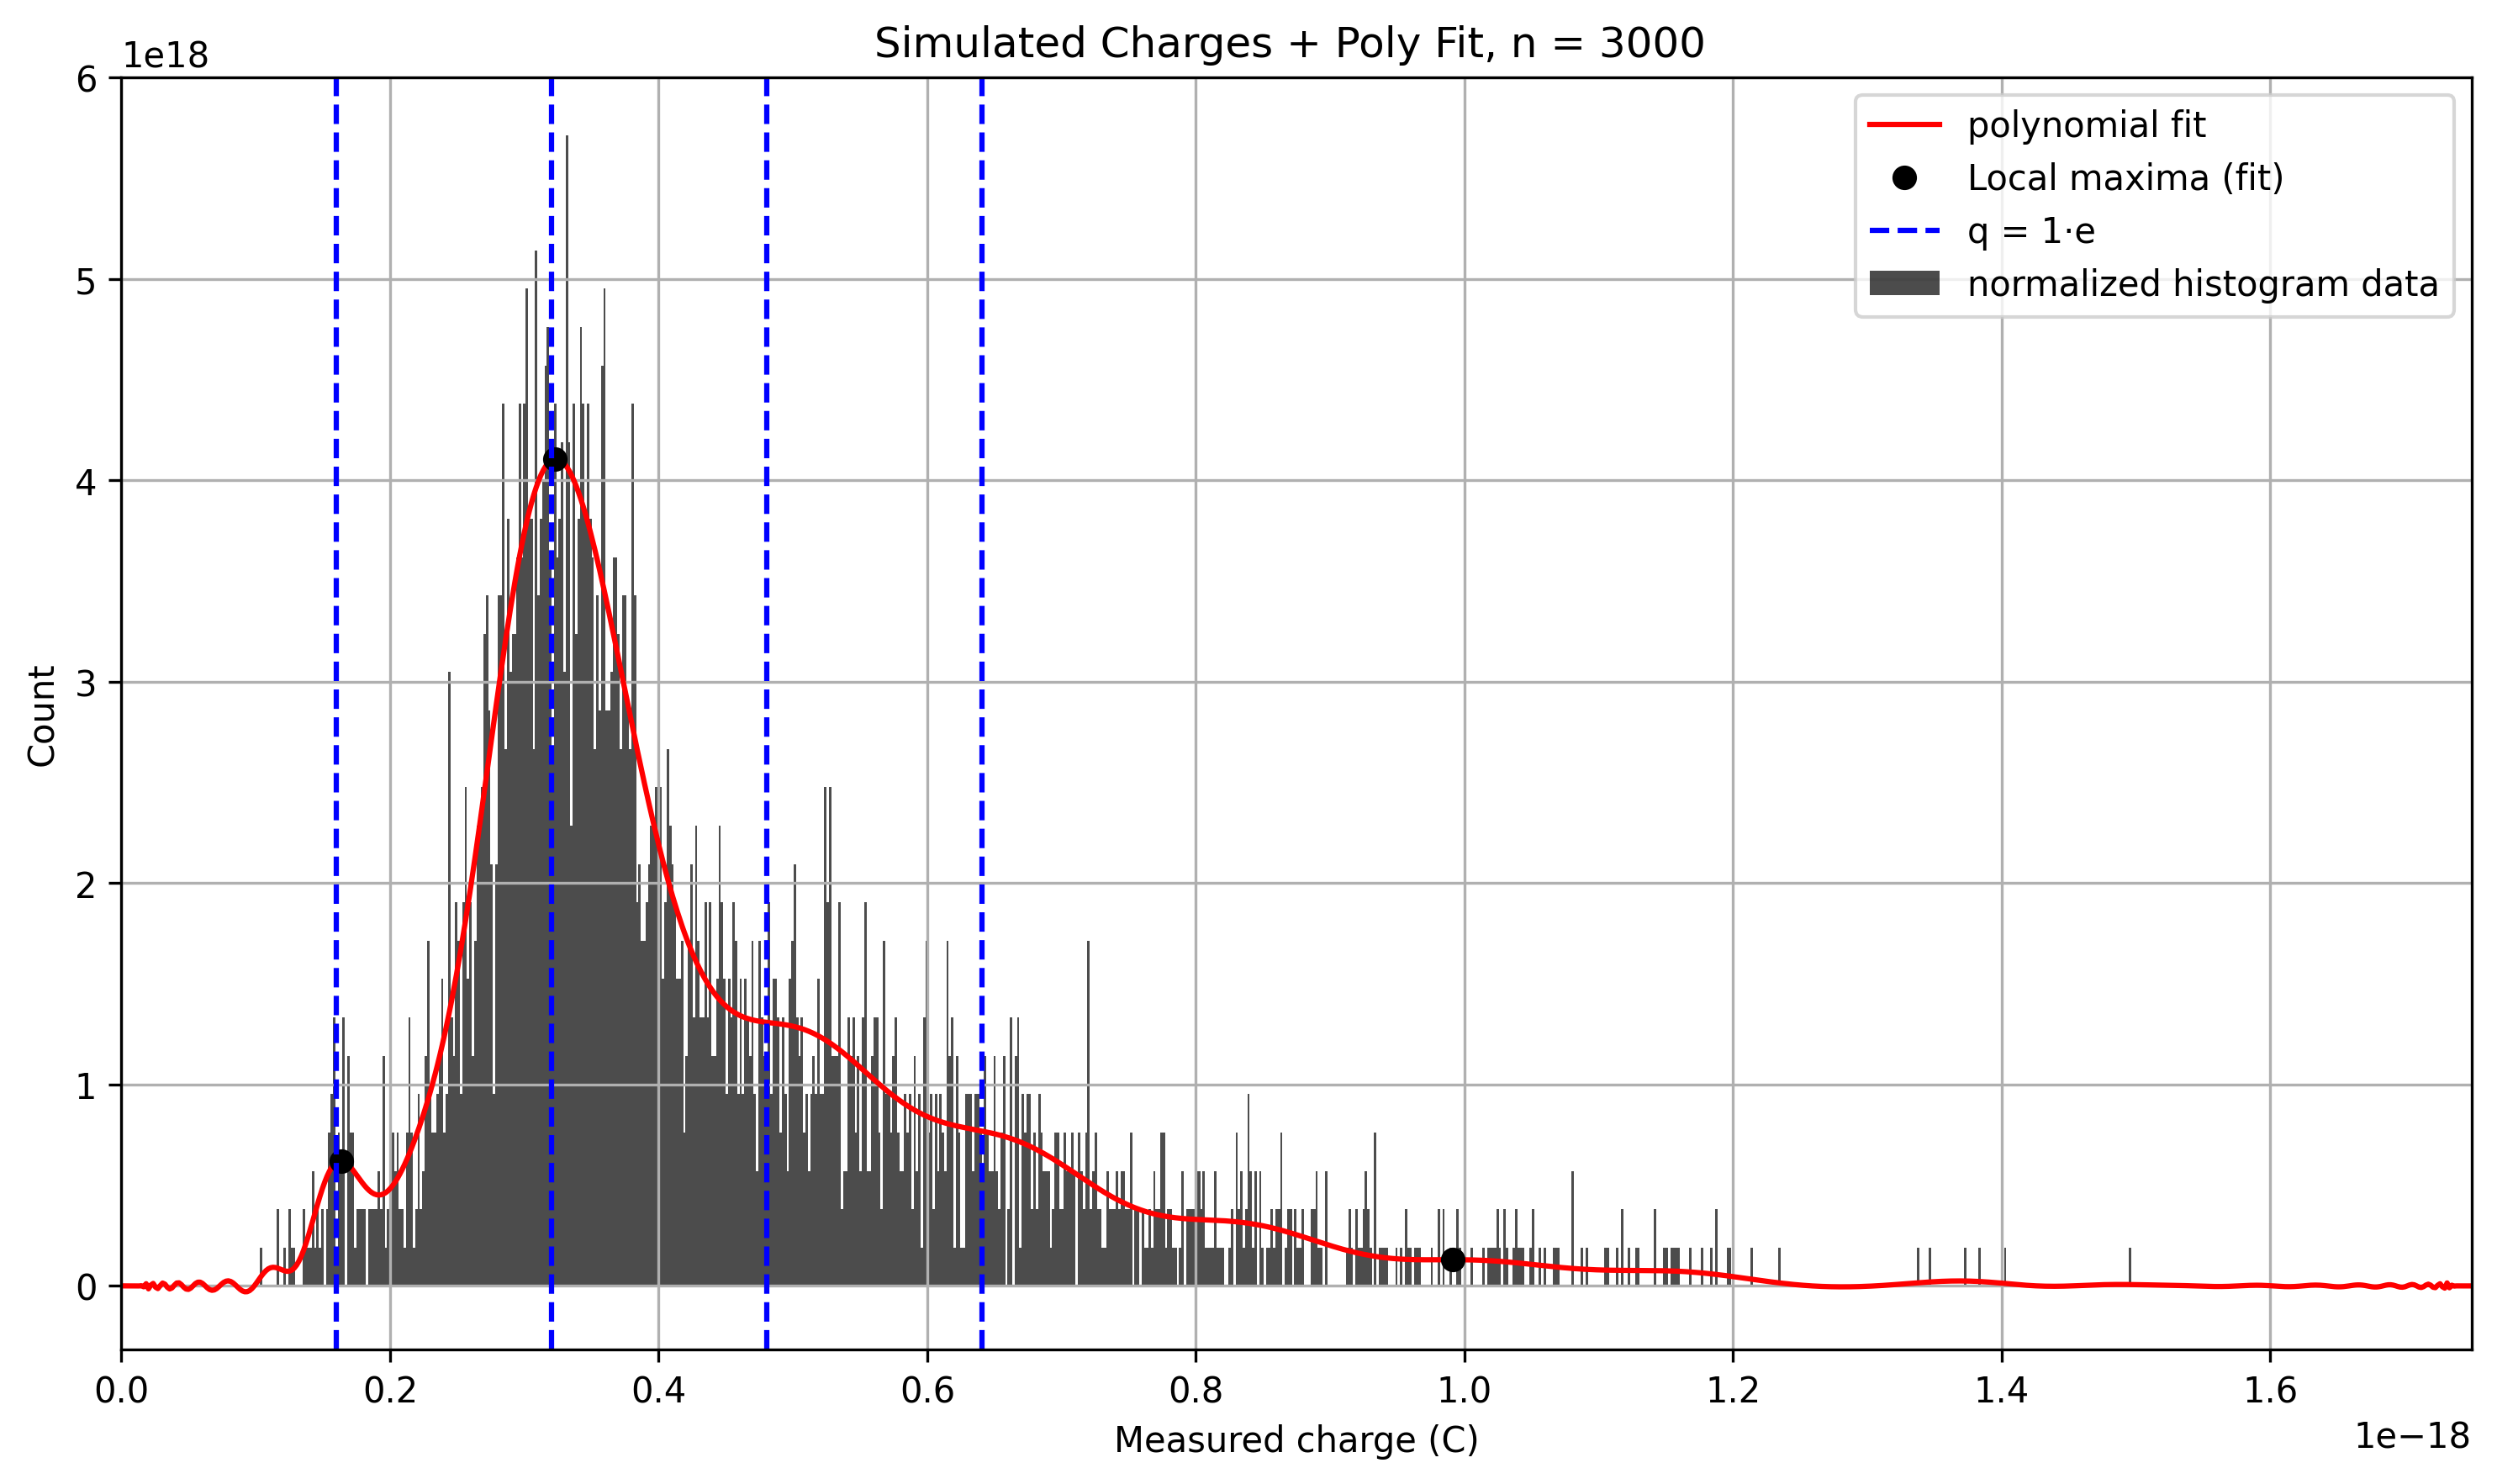 Simulated Charges + Poly Fit, n = 3000
1e18
6
5
4
3
2
1
0
Count
polynomial fit
Local maxima (fit)
q = 1·e
normalized histogram data
0.0 0.2 0.4 0.6 0.8 1.0 1.2 1.4 1.6
1e−18
Measured charge (C)